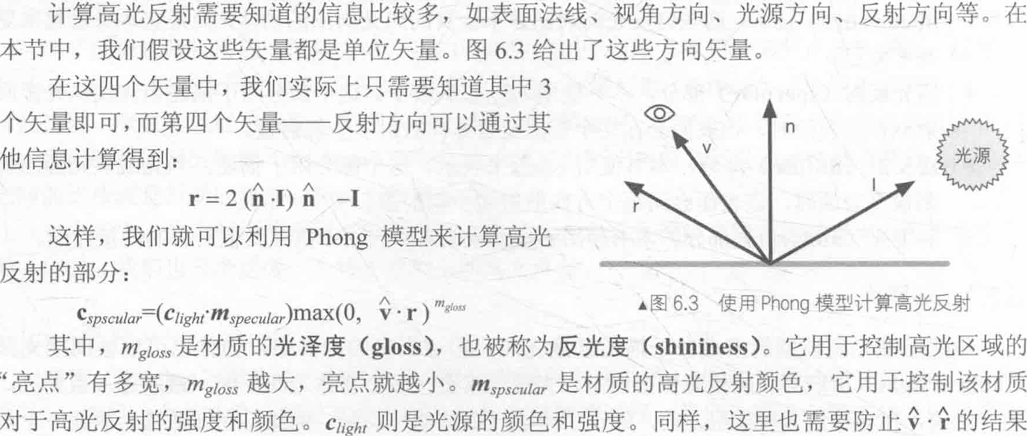 计算高光反射需要知道的信息比较多，如表面法线、视角方向、光源方向、反射方向等。在
本节中，我们假设这些矢量都是单位矢量。图 6.3 给出了这些方向矢量。
在这四个矢量中，我们实际上只需要知道其中 3
个矢量即可，而第四个矢量——反射方向可以通过其
他信息计算得到：
r = 2 (n̂ ·I) n̂ –I
这样，我们就可以利用 Phong 模型来计算高光
反射的部分：
c_spscular=(c_light·m_specular)max(0, v̂ · r )^m_gloss
n
v
r
l
光源
▲图 6.3 使用 Phong 模型计算高光反射
其中，m_gloss 是材质的光泽度（gloss），也被称为反光度（shininess）。它用于控制高光区域的
“亮点”有多宽，m_gloss 越大，亮点就越小。m_spscular 是材质的高光反射颜色，它用于控制该材质
对于高光反射的强度和颜色。c_light 则是光源的颜色和强度。同样，这里也需要防止 v̂ · r̂ 的结果